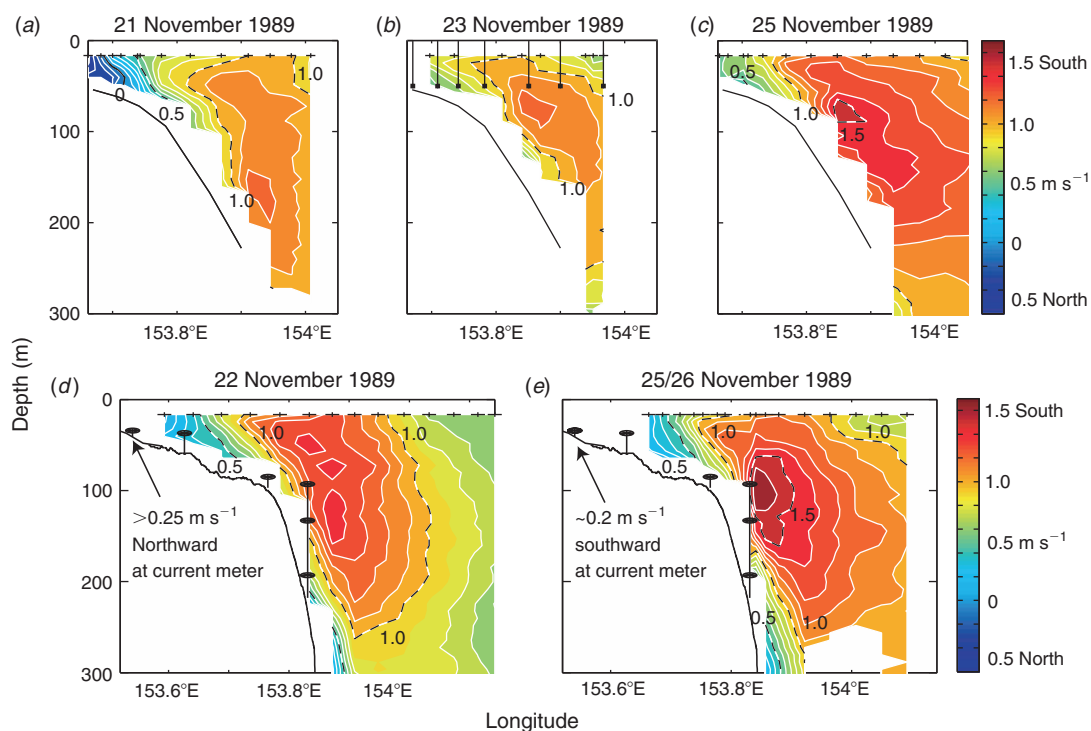 (a) 21 November 1989
(b) 23 November 1989
(c) 25 November 1989
0
100
200
300
Depth (m)
0
0.5
1.0
1.0
153.8°E 154°E
1.0
1.0
153.8°E 154°E
0.5
1.0
1.5
153.8°E 154°E
1.5 South
1.0
0.5 m s−1
0
0.5 North
(d) 22 November 1989
(e) 25/26 November 1989
0
100
200
300
1.0
1.0
0.5
1.0
>0.25 m s−1
Northward
at current meter
153.6°E 153.8°E 154°E
1.0
1.0
0.5
1.5
0.5
1.0
~0.2 m s−1
southward
at current meter
153.6°E 153.8°E 154°E
1.5 South
1.0
0.5 m s−1
0
0.5 North
Longitude